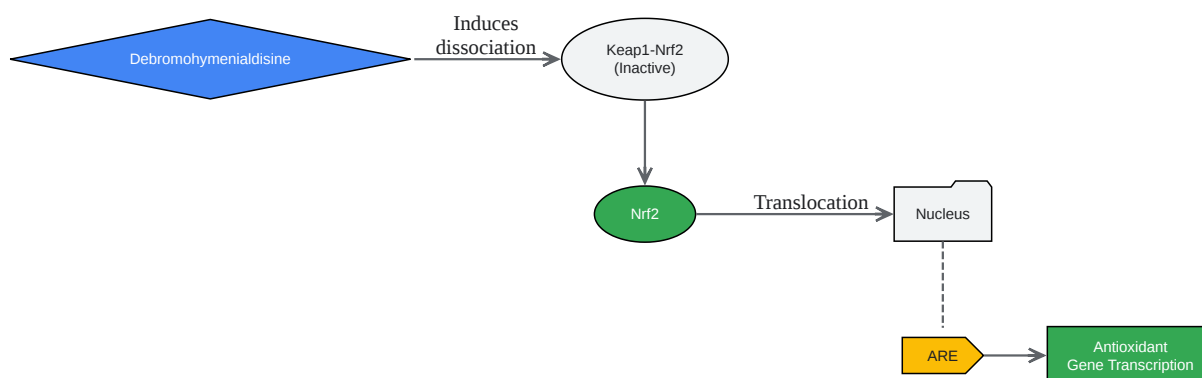 Induces
dissociation
Debromohymenialdisine
Keap1-Nrf2
(Inactive)
Nrf2
Translocation
Nucleus
ARE
Antioxidant
Gene Transcription